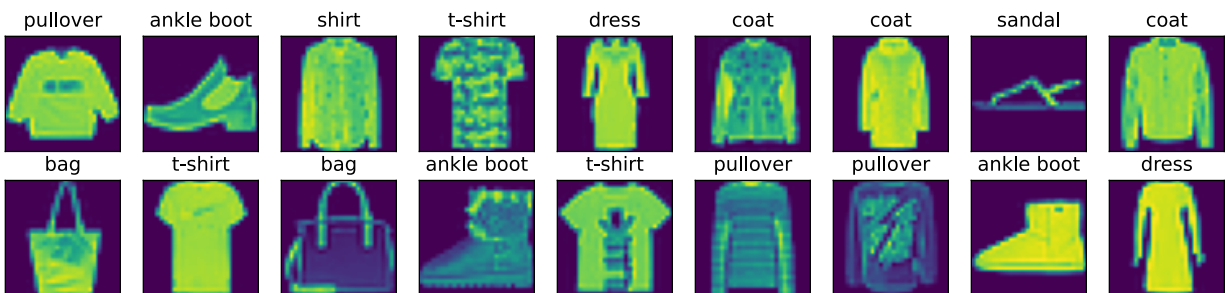 pullover ankle boot shirt t-shirt dress coat coat sandal coat
bag t-shirt bag ankle boot t-shirt pullover pullover ankle boot dress